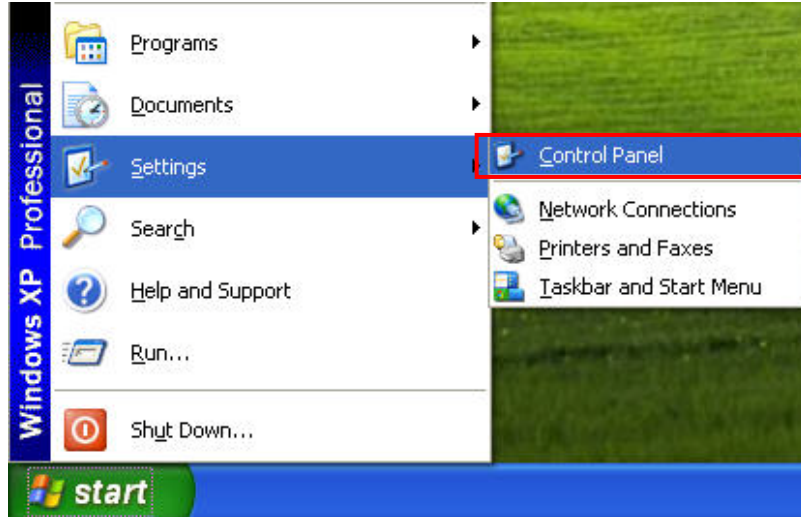 Windows XP Professional
Programs
Documents
Settings
Search
Help and Support
Run...
Shut Down...
Control Panel
Network Connections
Printers and Faxes
Taskbar and Start Menu
start